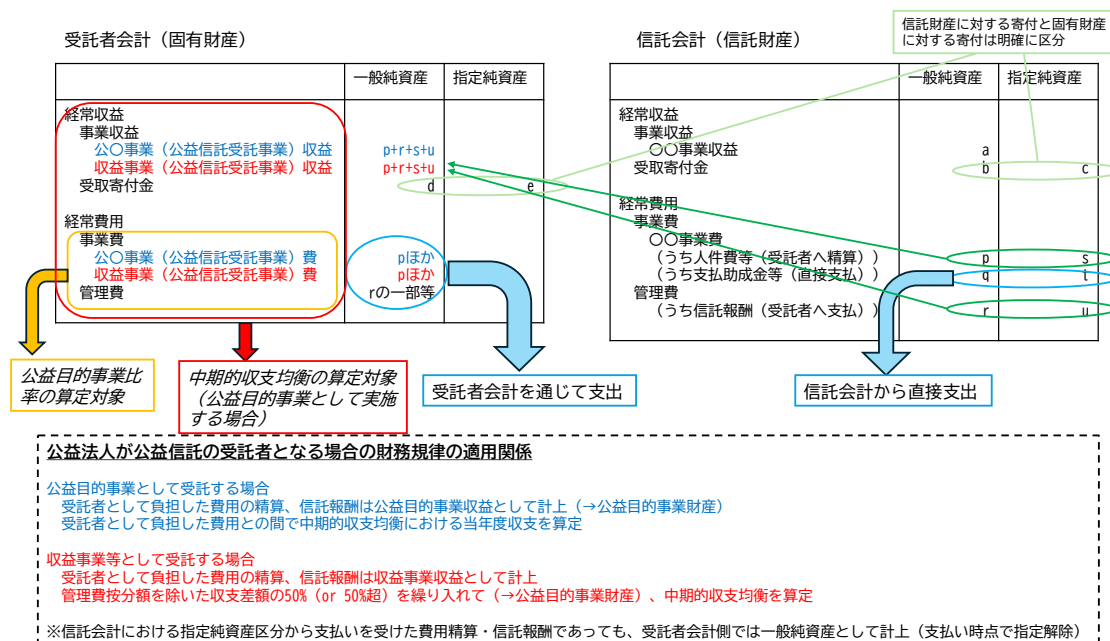 受託者会計（固有財産）
一般純資産
指定純資産
経常収益
事業収益
公〇事業（公益信託受託事業）収益
p+r+s+u
収益事業（公益信託受託事業）収益
p+r+s+u
受取寄付金
d
e
経常費用
事業費
公〇事業（公益信託受託事業）費
pほか
収益事業（公益信託受託事業）費
pほか
管理費
rの一部等
信託会計（信託財産）
信託財産に対する寄付と固有財産
に対する寄付は明確に区分
一般純資産
指定純資産
経常収益
事業収益
〇〇事業収益
a
受取寄付金
b
c
経常費用
事業費
〇〇事業費
（うち人件費等（受託者へ精算））
p
s
（うち支払助成金等（直接支払））
q
t
管理費
（うち信託報酬（受託者へ支払））
r
u
公益目的事業比
率の算定対象
中期的収支均衡の算定対象
（公益目的事業として実施
する場合）
受託者会計を通じて支出
信託会計から直接支出
公益法人が公益信託の受託者となる場合の財務規律の適用関係
公益目的事業として受託する場合
受託者として負担した費用の精算、信託報酬は公益目的事業収益として計上（→公益目的事業財産）
受託者として負担した費用との間で中期的収支均衡における当年度収支を算定
収益事業等として受託する場合
受託者として負担した費用の精算、信託報酬は収益事業収益として計上
管理費按分額を除いた収支差額の50%（or 50%超）を繰り入れて（→公益目的事業財産）、中期的収支均衡を算定
※信託会計における指定純資産区分から支払いを受けた費用精算・信託報酬であっても、受託者会計側では一般純資産として計上（支払い時点で指定解除）